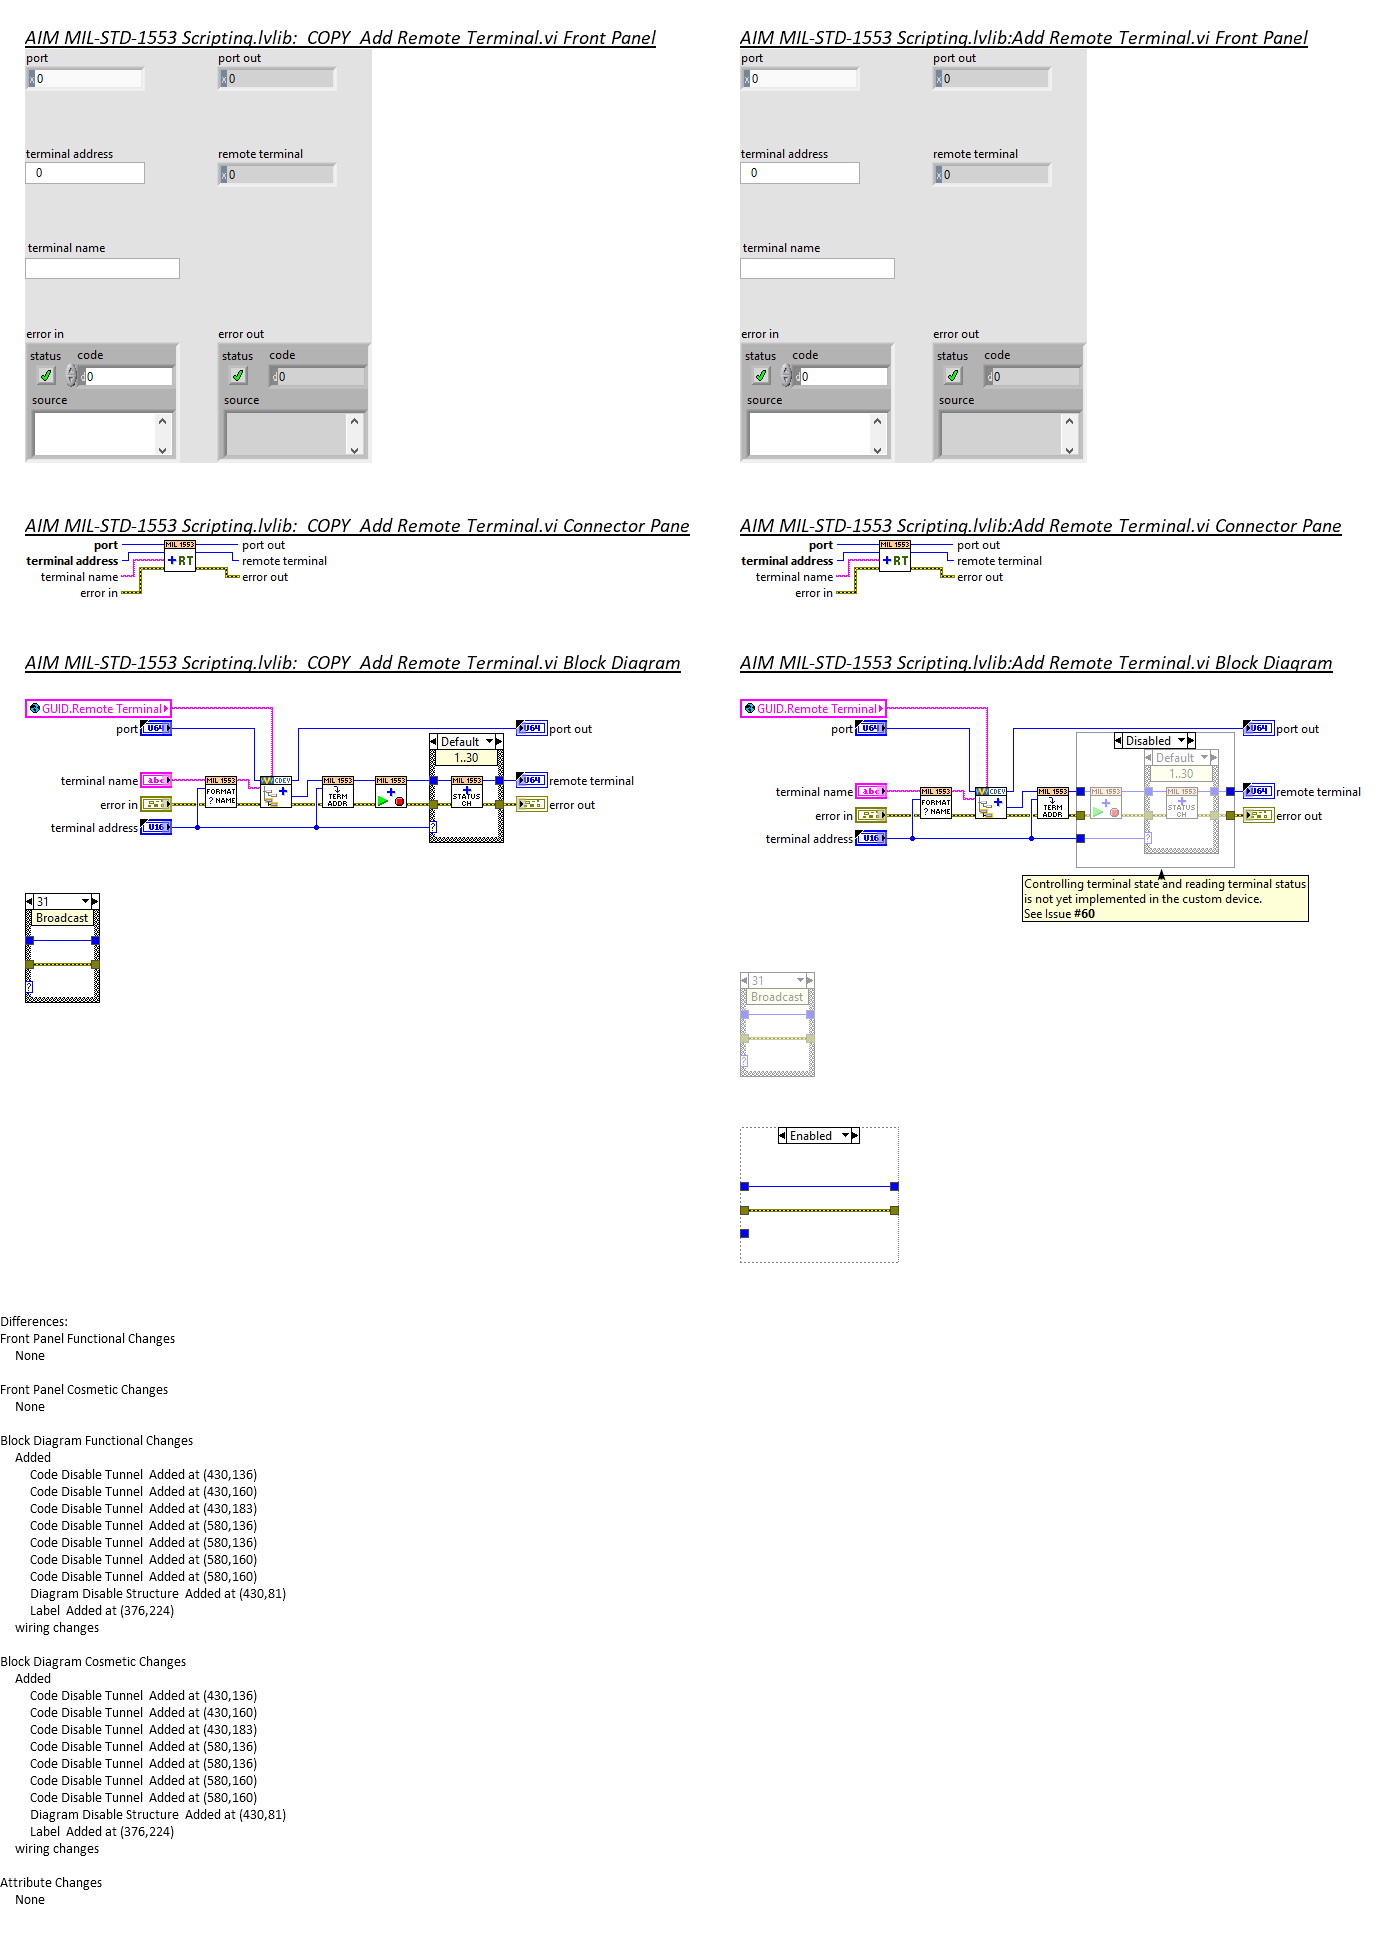 AIM MIL-STD-1553 Scripting.lvlib:  COPY  Add Remote Terminal.vi Front Panel
port
port out
x 0
x 0
terminal address
remote terminal
0
x 0
terminal name
error in
error out
status code
status code
d 0
d 0
source
source
AIM MIL-STD-1553 Scripting.lvlib:Add Remote Terminal.vi Front Panel
port
port out
x 0
x 0
terminal address
remote terminal
0
x 0
terminal name
error in
error out
status code
status code
d 0
d 0
source
source
AIM MIL-STD-1553 Scripting.lvlib:  COPY  Add Remote Terminal.vi Connector Pane
port
MIL 1553
port out
terminal address
+RT
remote terminal
terminal name
error out
error in
AIM MIL-STD-1553 Scripting.lvlib:Add Remote Terminal.vi Connector Pane
port
MIL 1553
port out
terminal address
+RT
remote terminal
terminal name
error out
error in
AIM MIL-STD-1553 Scripting.lvlib:  COPY  Add Remote Terminal.vi Block Diagram
GUID.Remote Terminal
port U64
U64 port out
Default
1..30
terminal name abc
MIL 1553 FORMAT ? NAME
CDEV
MIL 1553 TERM ADDR
MIL 1553
MIL 1553 STATUS CH
U64 remote terminal
error in
error out
terminal address U16
?
31
Broadcast
?
AIM MIL-STD-1553 Scripting.lvlib:Add Remote Terminal.vi Block Diagram
GUID.Remote Terminal
port U64
U64 port out
Disabled
Default
1..30
terminal name abc
MIL 1553 FORMAT ? NAME
CDEV
MIL 1553 TERM ADDR
MIL 1553
MIL 1553 STATUS CH
U64 remote terminal
error in
error out
terminal address U16
?
Controlling terminal state and reading terminal status
is not yet implemented in the custom device.
See Issue #60
31
Broadcast
?
Enabled
Differences:
Front Panel Functional Changes
None
Front Panel Cosmetic Changes
None
Block Diagram Functional Changes
Added
Code Disable Tunnel  Added at (430,136)
Code Disable Tunnel  Added at (430,160)
Code Disable Tunnel  Added at (430,183)
Code Disable Tunnel  Added at (580,136)
Code Disable Tunnel  Added at (580,136)
Code Disable Tunnel  Added at (580,160)
Code Disable Tunnel  Added at (580,160)
Diagram Disable Structure  Added at (430,81)
Label  Added at (376,224)
wiring changes
Block Diagram Cosmetic Changes
Added
Code Disable Tunnel  Added at (430,136)
Code Disable Tunnel  Added at (430,160)
Code Disable Tunnel  Added at (430,183)
Code Disable Tunnel  Added at (580,136)
Code Disable Tunnel  Added at (580,136)
Code Disable Tunnel  Added at (580,160)
Code Disable Tunnel  Added at (580,160)
Diagram Disable Structure  Added at (430,81)
Label  Added at (376,224)
wiring changes
Attribute Changes
None